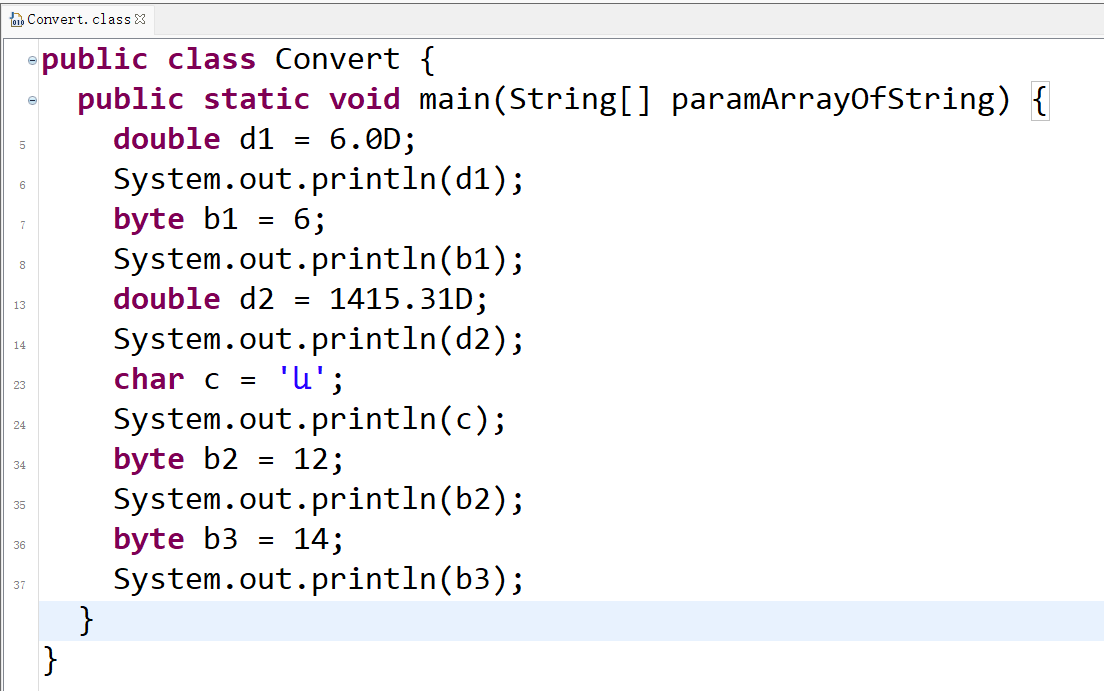 Convert.class
public class Convert {
public static void main(String[] paramArrayOfString) {
5 double d1 = 6.0D;
6 System.out.println(d1);
7 byte b1 = 6;
8 System.out.println(b1);
13 double d2 = 1415.31D;
14 System.out.println(d2);
23 char c = 'և';
24 System.out.println(c);
34 byte b2 = 12;
35 System.out.println(b2);
36 byte b3 = 14;
37 System.out.println(b3);
}
}